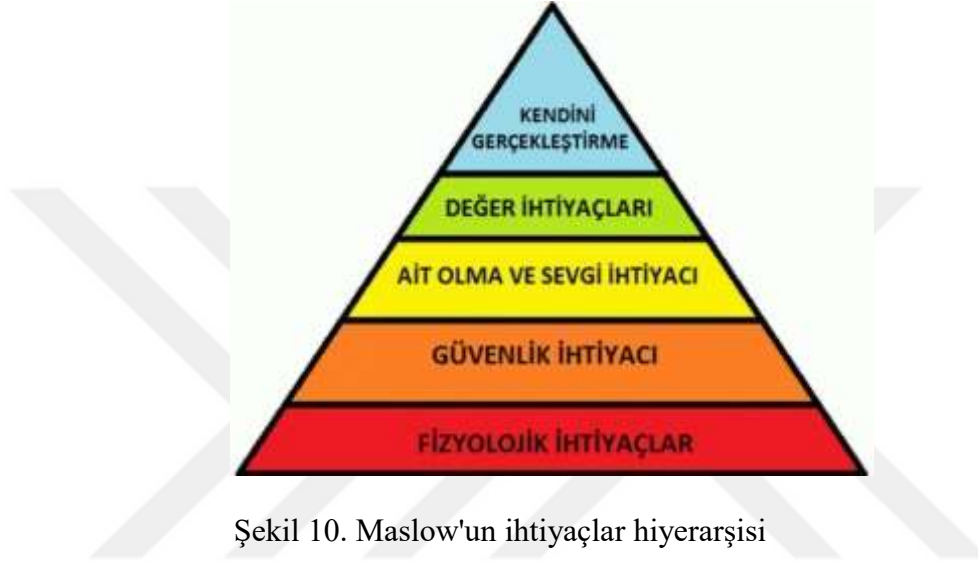 KENDİNİ
GERÇEKLEŞTİRME
DEĞER İHTİYAÇLARI
AİT OLMA VE SEVGİ İHTİYACI
GÜVENLİK İHTİYACI
FİZYOLOJİK İHTİYAÇLAR
Şekil 10. Maslow'un ihtiyaçlar hiyerarşisi